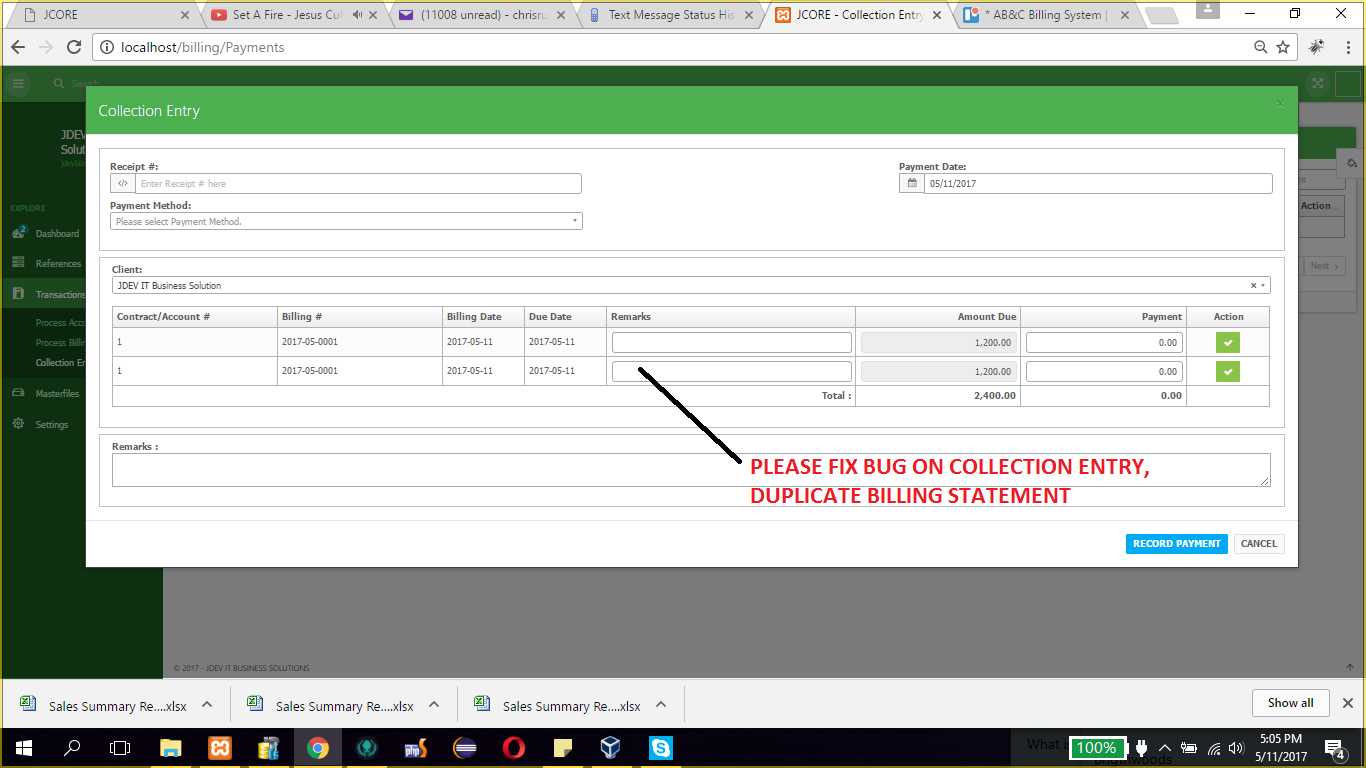 JCORE
Set A Fire - Jesus Cul
(11008 unread) - chrisru
Text Message Status His
JCORE - Collection Entry
* AB&C Billing System |
localhost/billing/Payments
Search
Collection Entry
×
JDEV
Solut
jdevbus
Receipt #:
Payment Date:
</> Enter Receipt # here
05/11/2017
Payment Method:
Please select Payment Method.
EXPLORE
2
Dashboard
References
Transactions
Process Acco
Process Billin
Collection En
Masterfiles
Settings
Action
Next >
Client:
JDEV IT Business Solution
Contract/Account # Billing # Billing Date Due Date Remarks Amount Due Payment Action
1 2017-05-0001 2017-05-11 2017-05-11 1,200.00 0.00
1 2017-05-0001 2017-05-11 2017-05-11 1,200.00 0.00
Total : 2,400.00 0.00
Remarks :
PLEASE FIX BUG ON COLLECTION ENTRY,
DUPLICATE BILLING STATEMENT
RECORD PAYMENT CANCEL
© 2017 - JDEV IT BUSINESS SOLUTIONS
Sales Summary Re....xlsx
Sales Summary Re....xlsx
Sales Summary Re....xlsx
Show all
php
What
100%
5:05 PM
5/11/2017
4